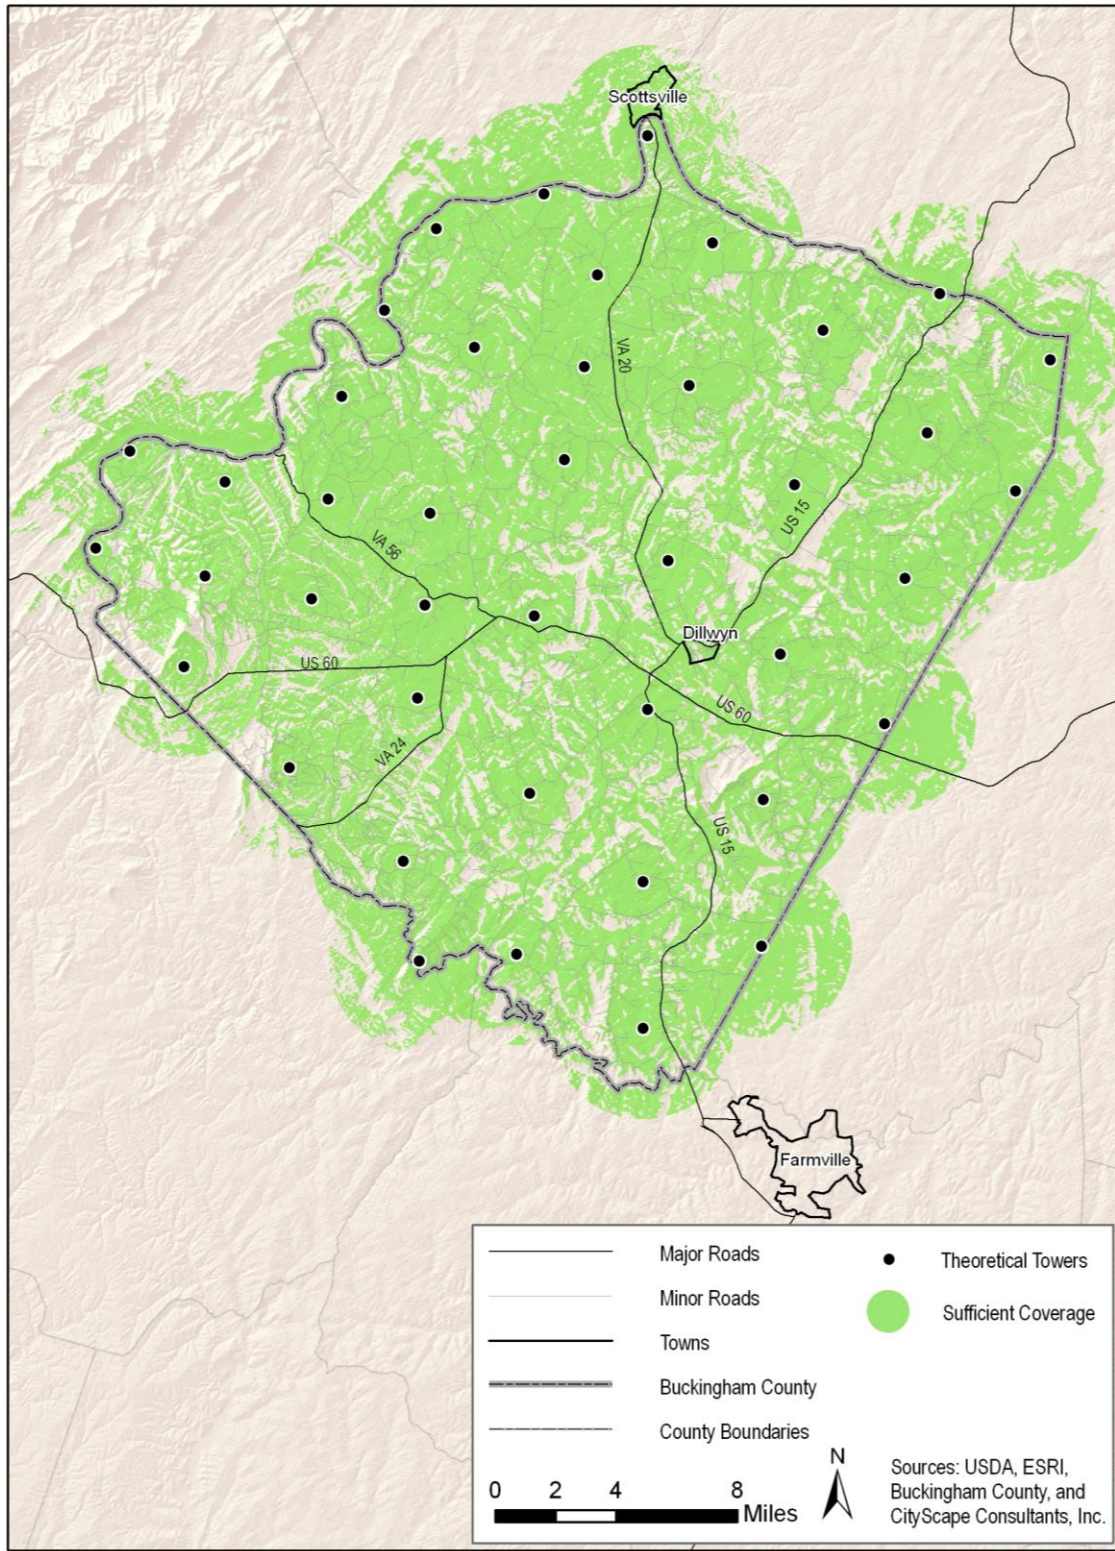 Scottsville
VA 20
US 15
VA 56
Dillwyn
US 60
US 60
VA 24
US 15
Farmville
Major Roads
Minor Roads
Towns
Buckingham County
County Boundaries
Theoretical Towers
Sufficient Coverage
0 2 4 8 Miles
N
Sources: USDA, ESRI,
Buckingham County, and
CityScape Consultants, Inc.